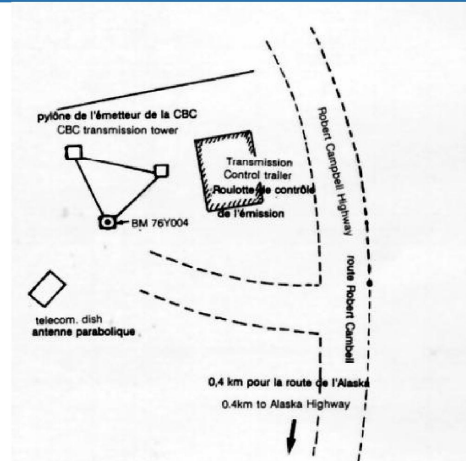 pylône de l'émetteur de la CBC
CBC transmission tower
Transmission
Control trailer
Roulotte de contrôle
de l'émission
BM 76Y004
Robert Campbell Highway
route Robert Cambell
telecom. dish
antenne parabolique
0,4 km pour la route de l'Alaska
0.4km to Alaska Highway